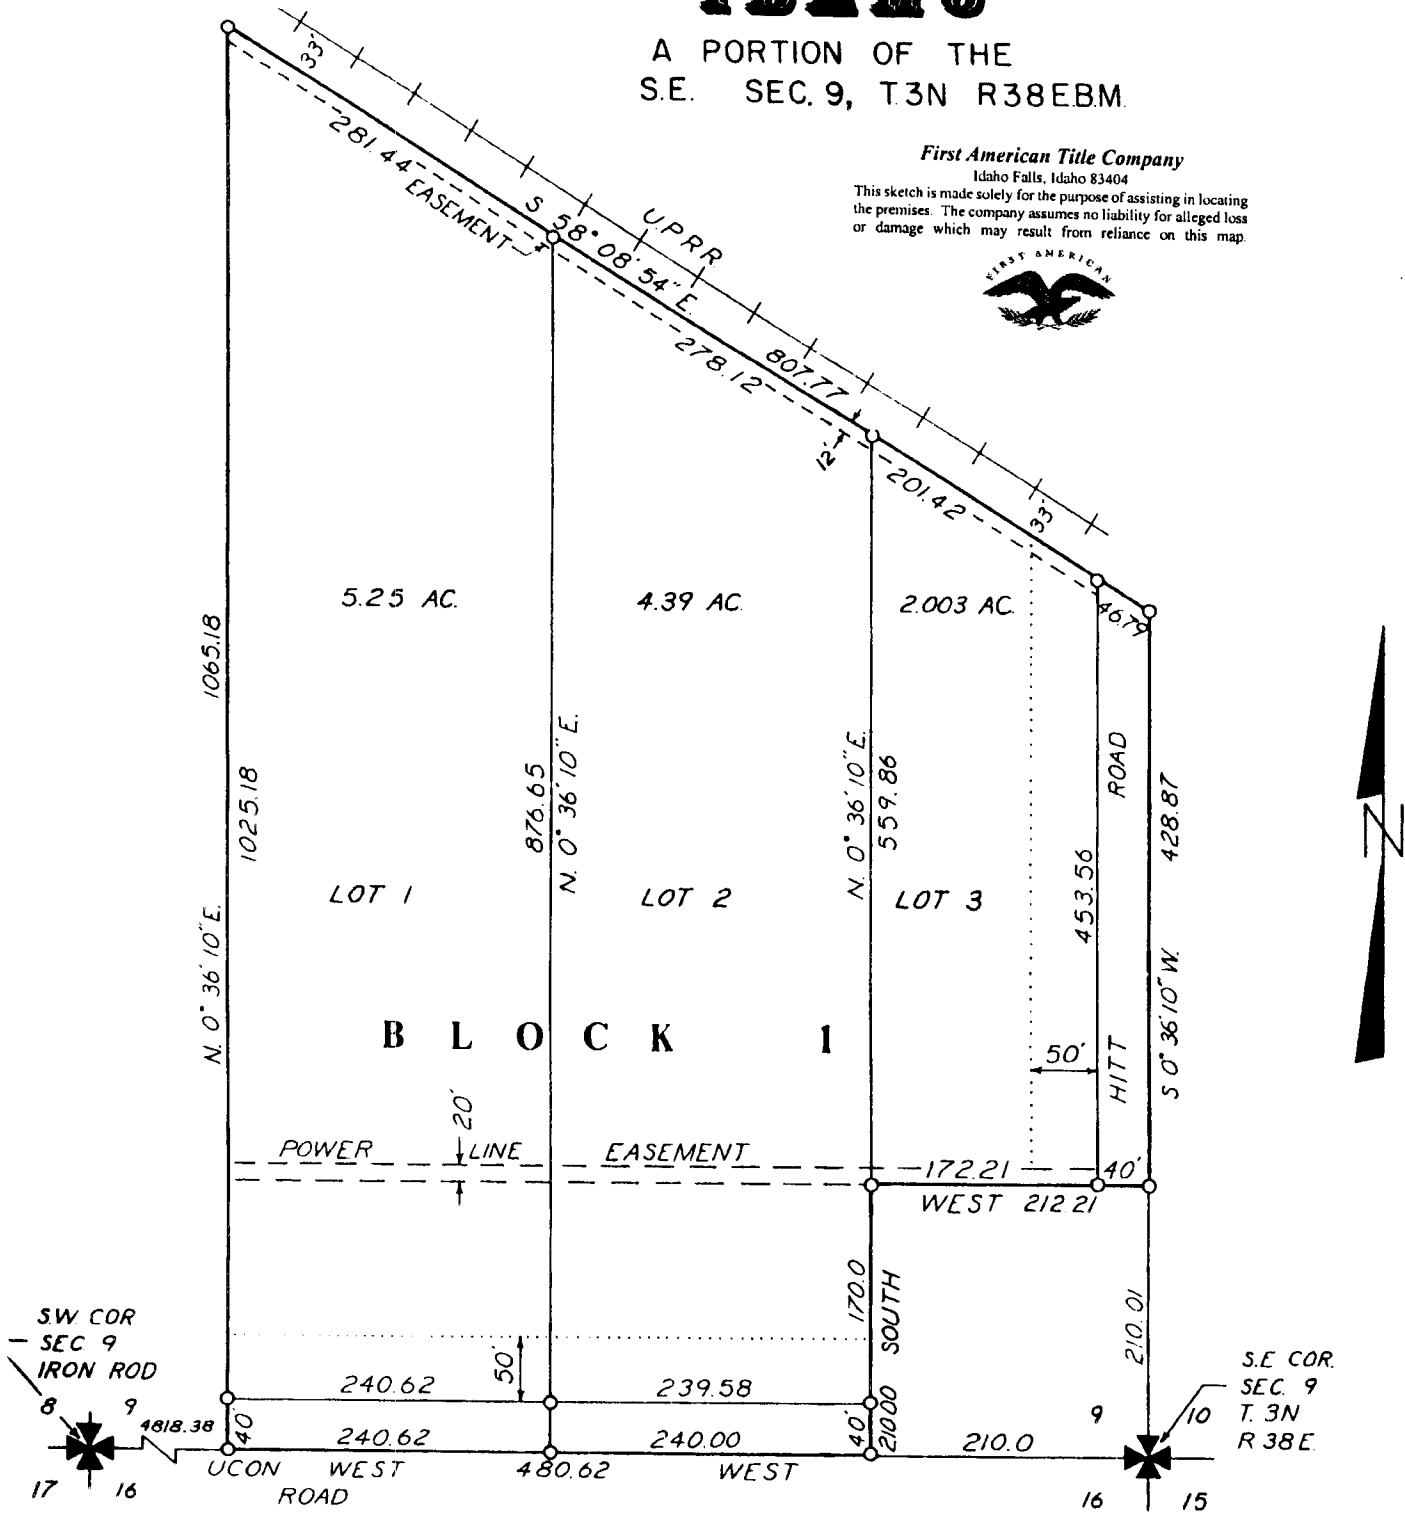 IDAHO
A PORTION OF THE
S.E. SEC. 9, T.3N R38E.B.M.
First American Title Company
Idaho Falls, Idaho 83404
This sketch is made solely for the purpose of assisting in locating
the premises. The company assumes no liability for alleged loss
or damage which may result from reliance on this map.
FIRST AMERICAN
33'
281.44
EASEMENT
S 58° 08' 54" E.
UPRR
278.12
807.77
12'
201.42
33'
46.79
5.25 AC.
4.39 AC.
2.003 AC.
1065.18
1025.18
N. 0° 36' 10" E.
876.65
N. 0° 36' 10" E.
N. 0° 36' 10" E.
559.86
453.56
HITT ROAD
428.87
S 0° 36' 10" W.
N
LOT 1
LOT 2
LOT 3
BLOCK 1
50'
20'
POWER LINE EASEMENT
172.21
40'
WEST 212.21
170.0
SOUTH
210.00
210.01
50'
S.W. COR
SEC 9
IRON ROD
S.E. COR.
SEC. 9
T. 3N
R 38 E.
240.62
239.58
8
9
4818.38
40'
240.62
240.00
40'
210.0
9
10
UCON WEST 480.62 WEST
ROAD
17
16
16
15